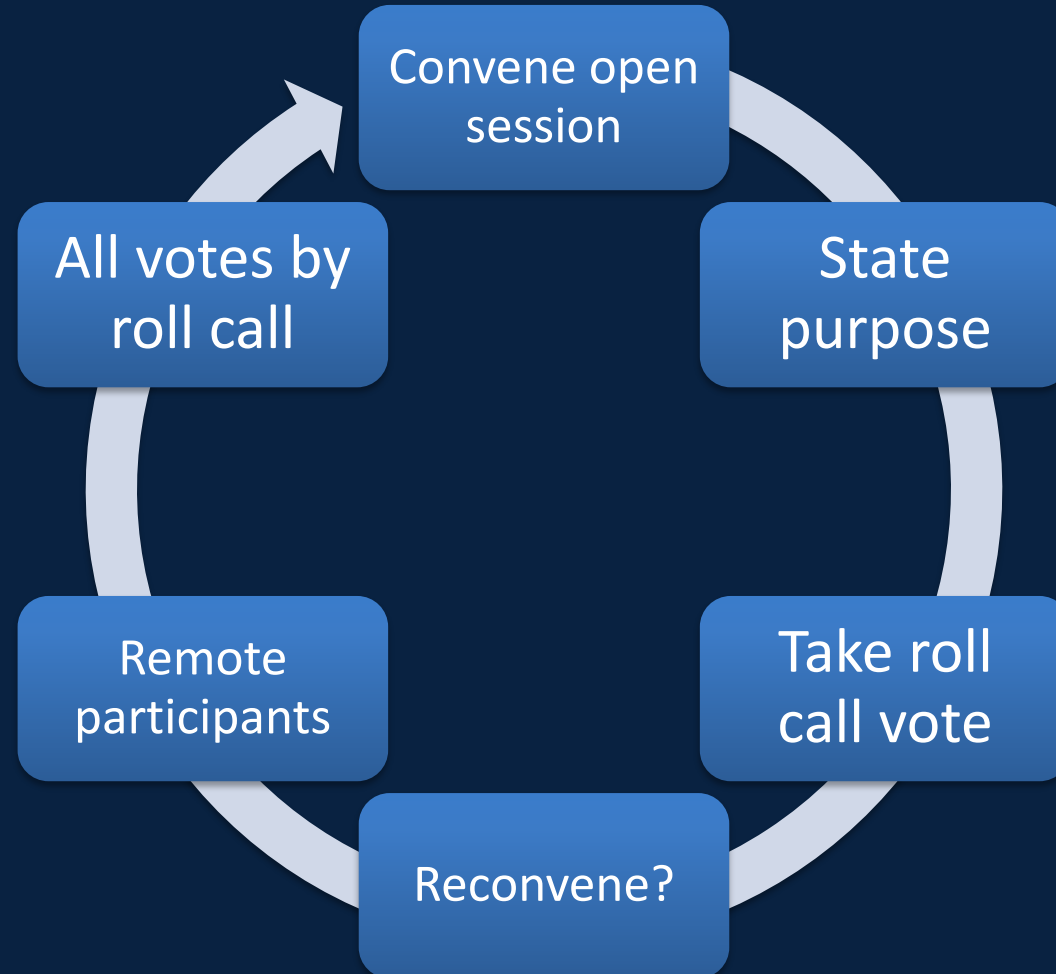 Convene open
session
State
purpose
Take roll
call vote
Reconvene?
Remote
participants
All votes by
roll call